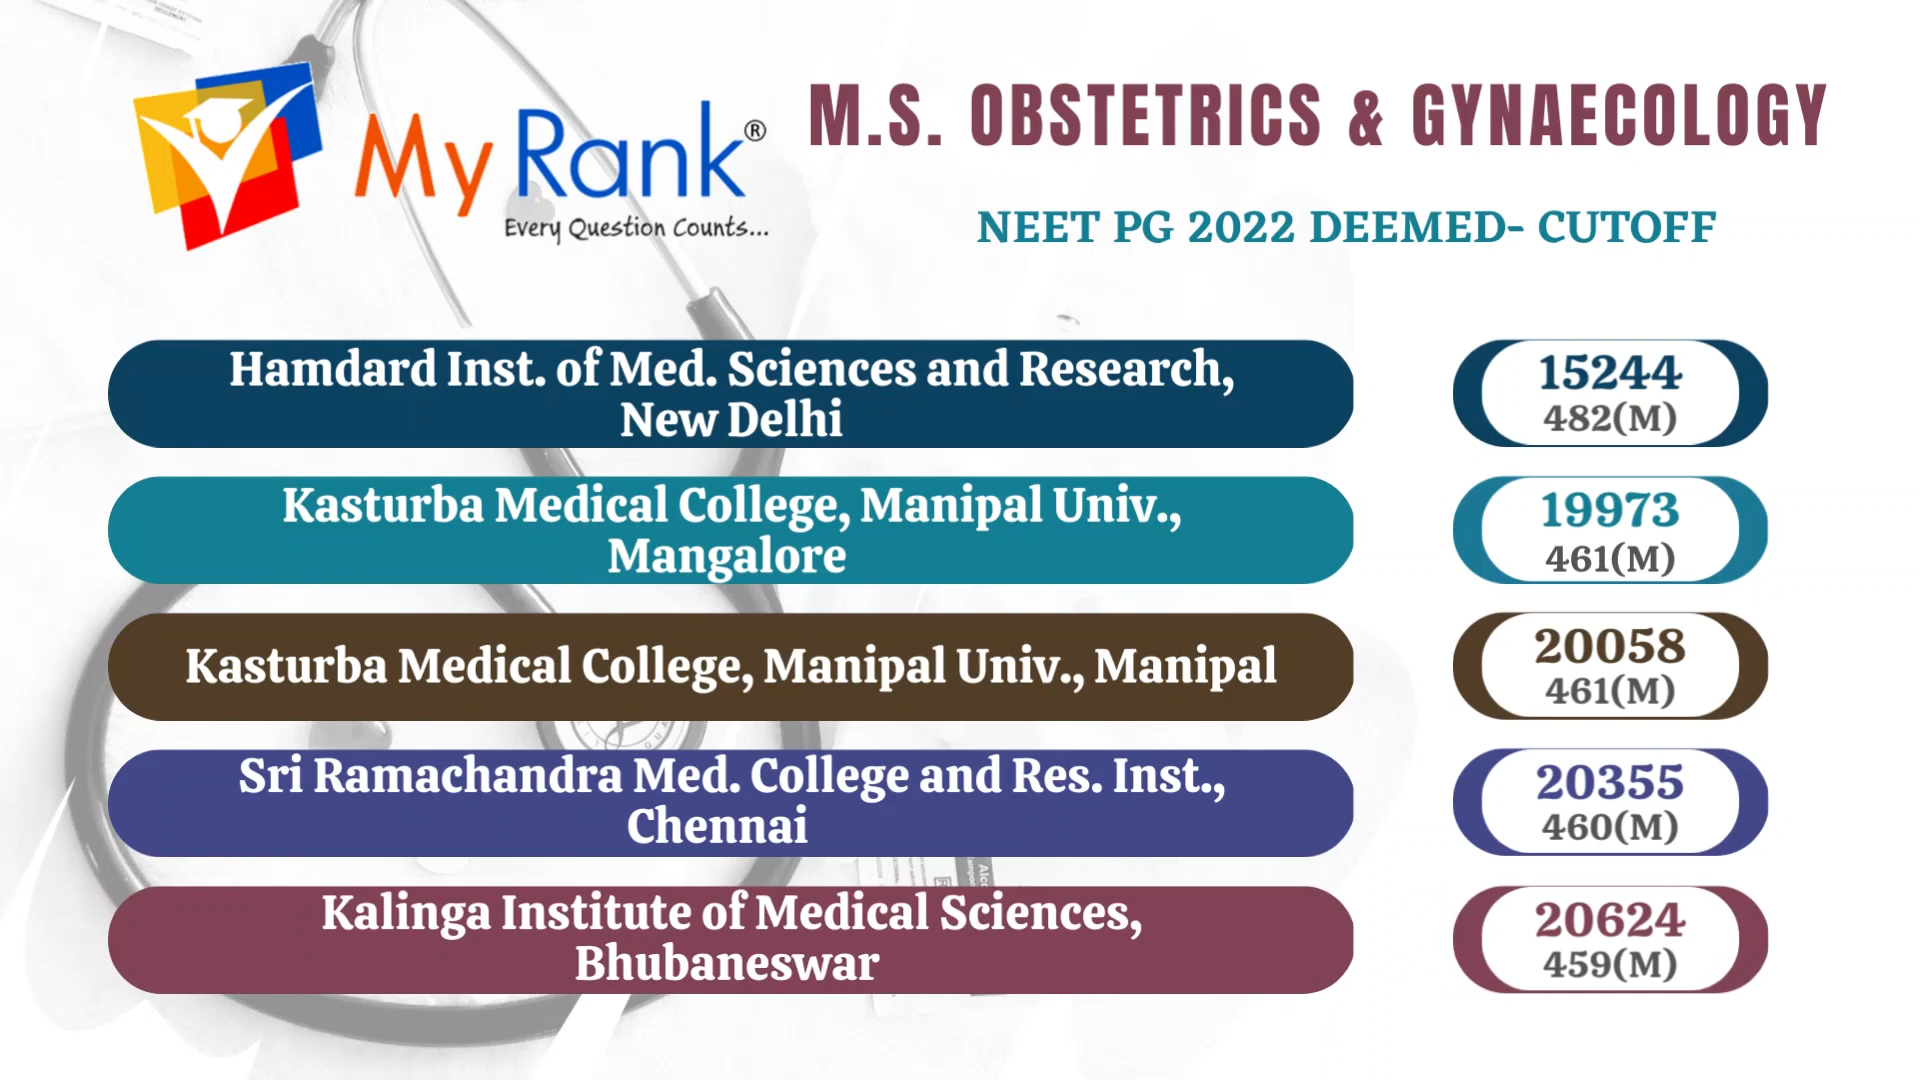 My Rank®
Every Question Counts...
M.S. OBSTETRICS & GYNAECOLOGY
NEET PG 2022 DEEMED- CUTOFF
Hamdard Inst. of Med. Sciences and Research,
New Delhi
15244
482(M)
Kasturba Medical College, Manipal Univ.,
Mangalore
19973
461(M)
Kasturba Medical College, Manipal Univ., Manipal
20058
461(M)
Sri Ramachandra Med. College and Res. Inst.,
Chennai
20355
460(M)
Kalinga Institute of Medical Sciences,
Bhubaneswar
20624
459(M)